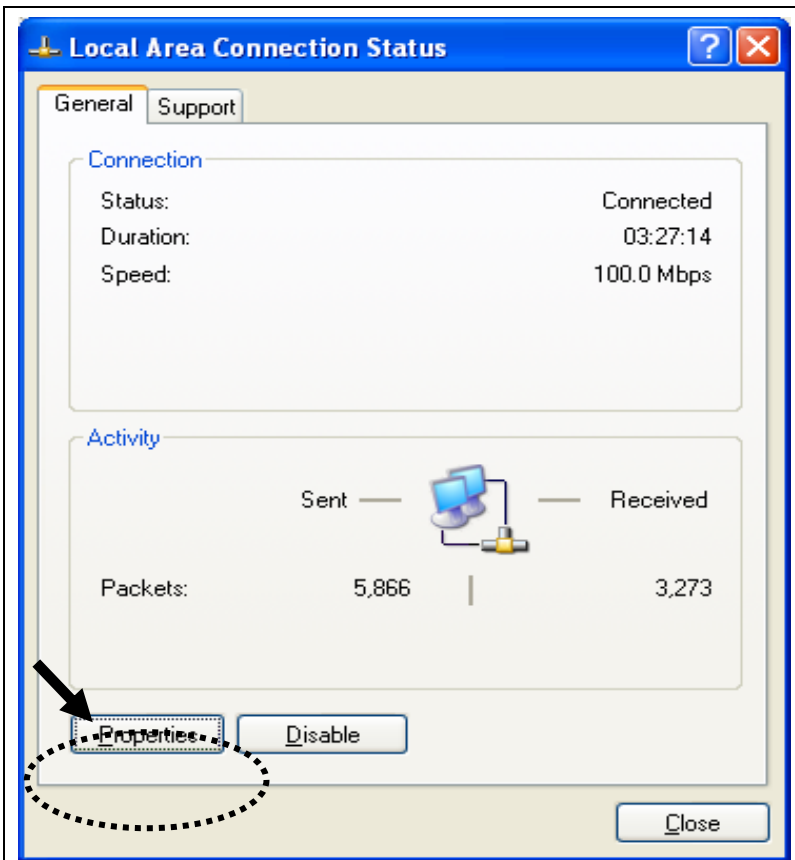 Local Area Connection Status
General Support
Connection
Status: Connected
Duration: 03:27:14
Speed: 100.0 Mbps
Activity
Sent Received
Packets: 5,866 3,273
Properties Disable
Close